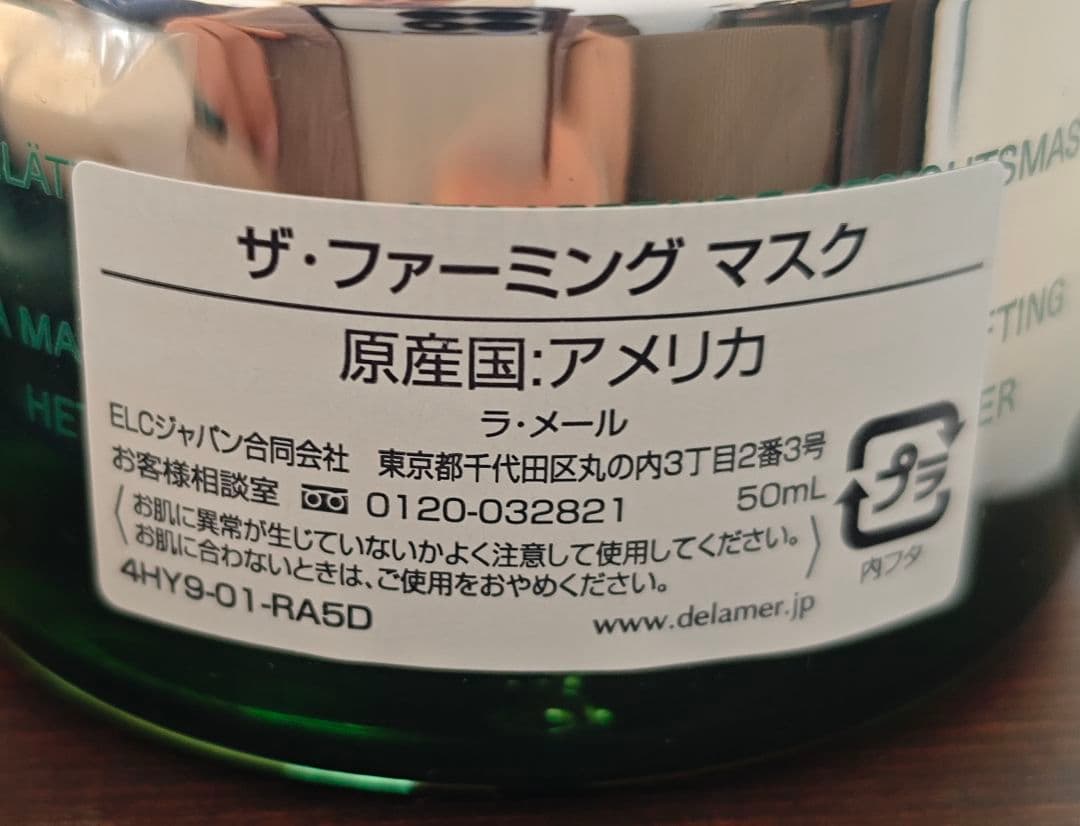 ザ・ファーミング マスク
原産国:アメリカ
ラ・メール
ELCジャパン合同会社 東京都千代田区丸の内3丁目2番3号
お客様相談室 0120-032821 50mL
お肌に異常が生じていないかよく注意して使用してください。
お肌に合わないときは、ご使用をおやめください。
4HY9-01-RA5D
www.delamer.jp
プラ
内フタ